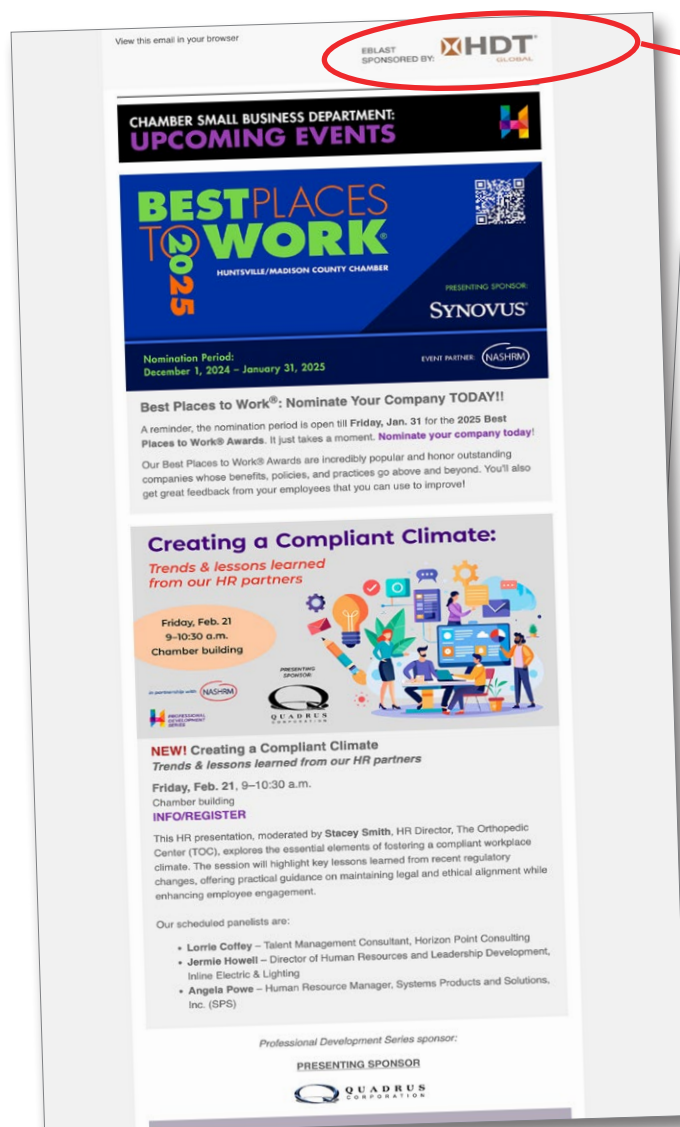 View this email in your browser
EBLAST
SPONSORED BY:
HDT
GLOBAL
CHAMBER SMALL BUSINESS DEPARTMENT:
UPCOMING EVENTS
BEST PLACES
TO WORK®
2025
HUNTSVILLE/MADISON COUNTY CHAMBER
PRESENTING SPONSOR:
SYNOVUS®
Nomination Period:
December 1, 2024 – January 31, 2025
EVENT PARTNER: NASHRM
Best Places to Work®: Nominate Your Company TODAY!!
A reminder, the nomination period is open till Friday, Jan. 31 for the 2025 Best
Places to Work® Awards. It just takes a moment. Nominate your company today!
Our Best Places to Work® Awards are incredibly popular and honor outstanding
companies whose benefits, policies, and practices go above and beyond. You'll also
get great feedback from your employees that you can use to improve!
Creating a Compliant Climate:
Trends & lessons learned
from our HR partners
Friday, Feb. 21
9–10:30 a.m.
Chamber building
in partnership with NASHRM
PRESENTING
SPONSOR:
QUADRUS
CORPORATION
PROFESSIONAL
DEVELOPMENT
SERIES
NEW! Creating a Compliant Climate
Trends & lessons learned from our HR partners
Friday, Feb. 21, 9–10:30 a.m.
Chamber building
INFO/REGISTER
This HR presentation, moderated by Stacey Smith, HR Director, The Orthopedic
Center (TOC), explores the essential elements of fostering a compliant workplace
climate. The session will highlight key lessons learned from recent regulatory
changes, offering practical guidance on maintaining legal and ethical alignment while
enhancing employee engagement.
Our scheduled panelists are:
• Lorrie Coffey – Talent Management Consultant, Horizon Point Consulting
• Jermie Howell – Director of Human Resources and Leadership Development,
Inline Electric & Lighting
• Angela Powe – Human Resource Manager, Systems Products and Solutions,
Inc. (SPS)
Professional Development Series sponsor:
PRESENTING SPONSOR
QUADRUS
CORPORATION